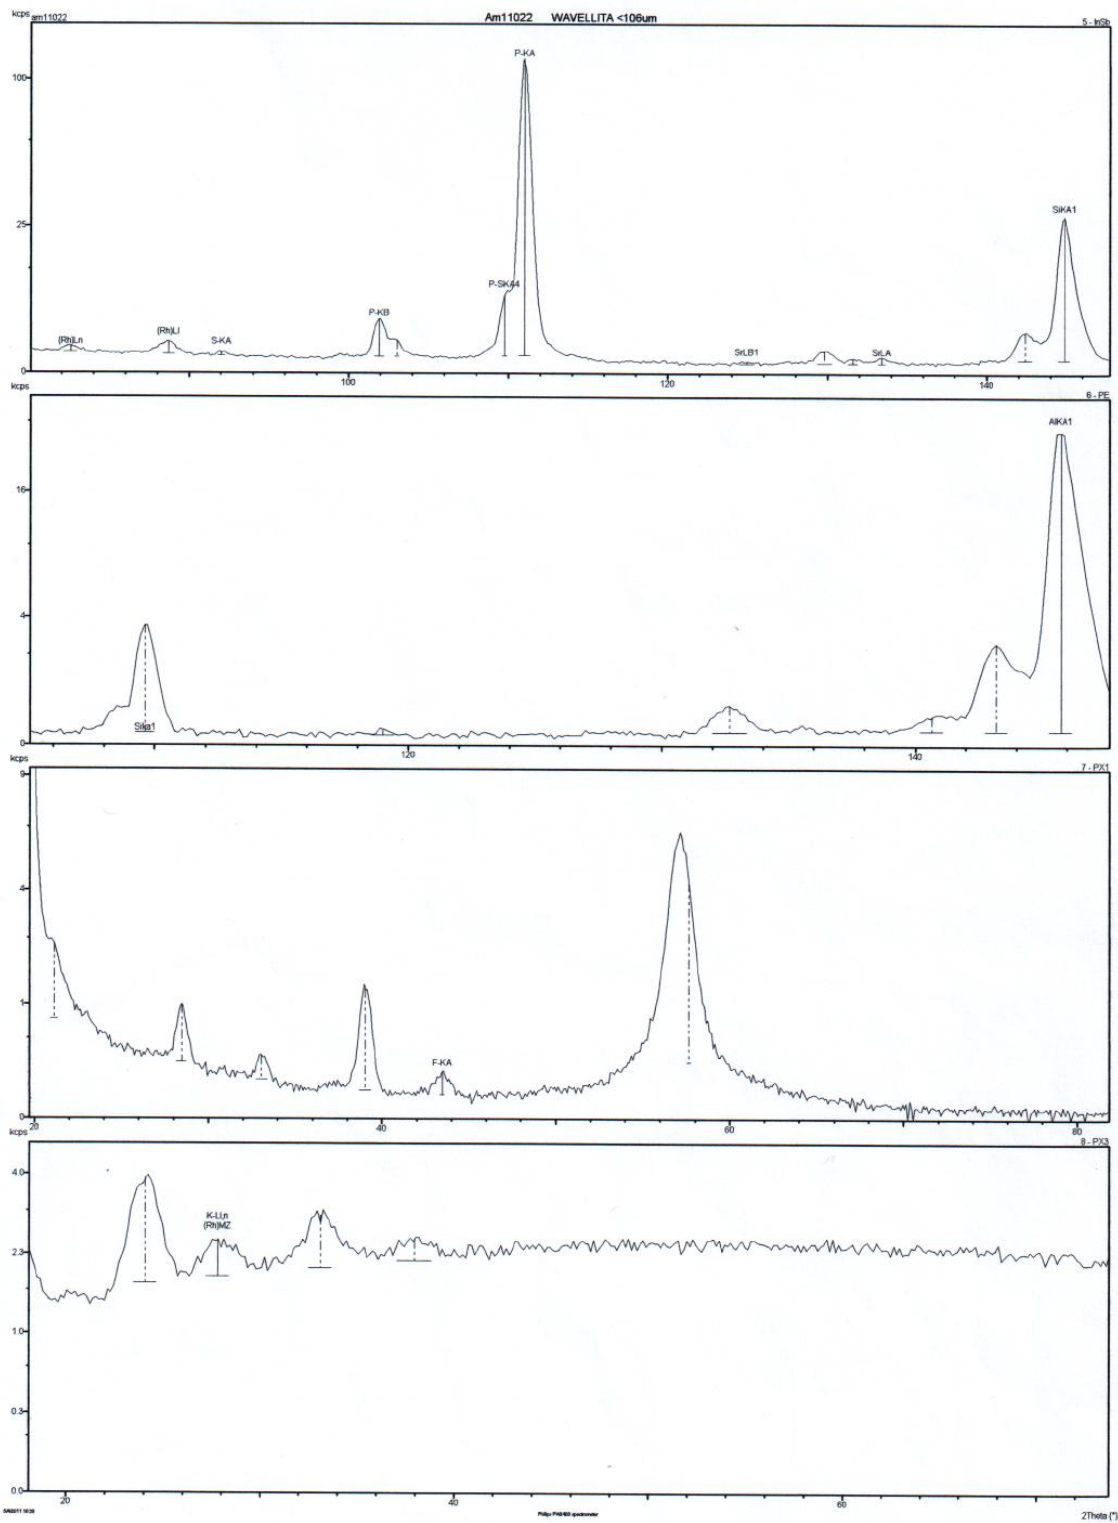 kcps am11022 Am11022 WAVELLITA <106um 5 - InSb
P-KA
100
SiKA1
25
P-SKA4
P-KB
(Rh)Ln (Rh)Ll S-KA SrLB1 SrLA
0
100 120 140
kcps 6 - PE
AlKA1
16
4
Sika1
0
120 140
kcps 7 - PX1
9
4
1
F-KA
0
20 40 60 80
kcps 8 - PX3
4.0
K-Ll,n
(Rh)MZ
2.3
1.0
0.3
0.0
20 40 60
2Theta (°)